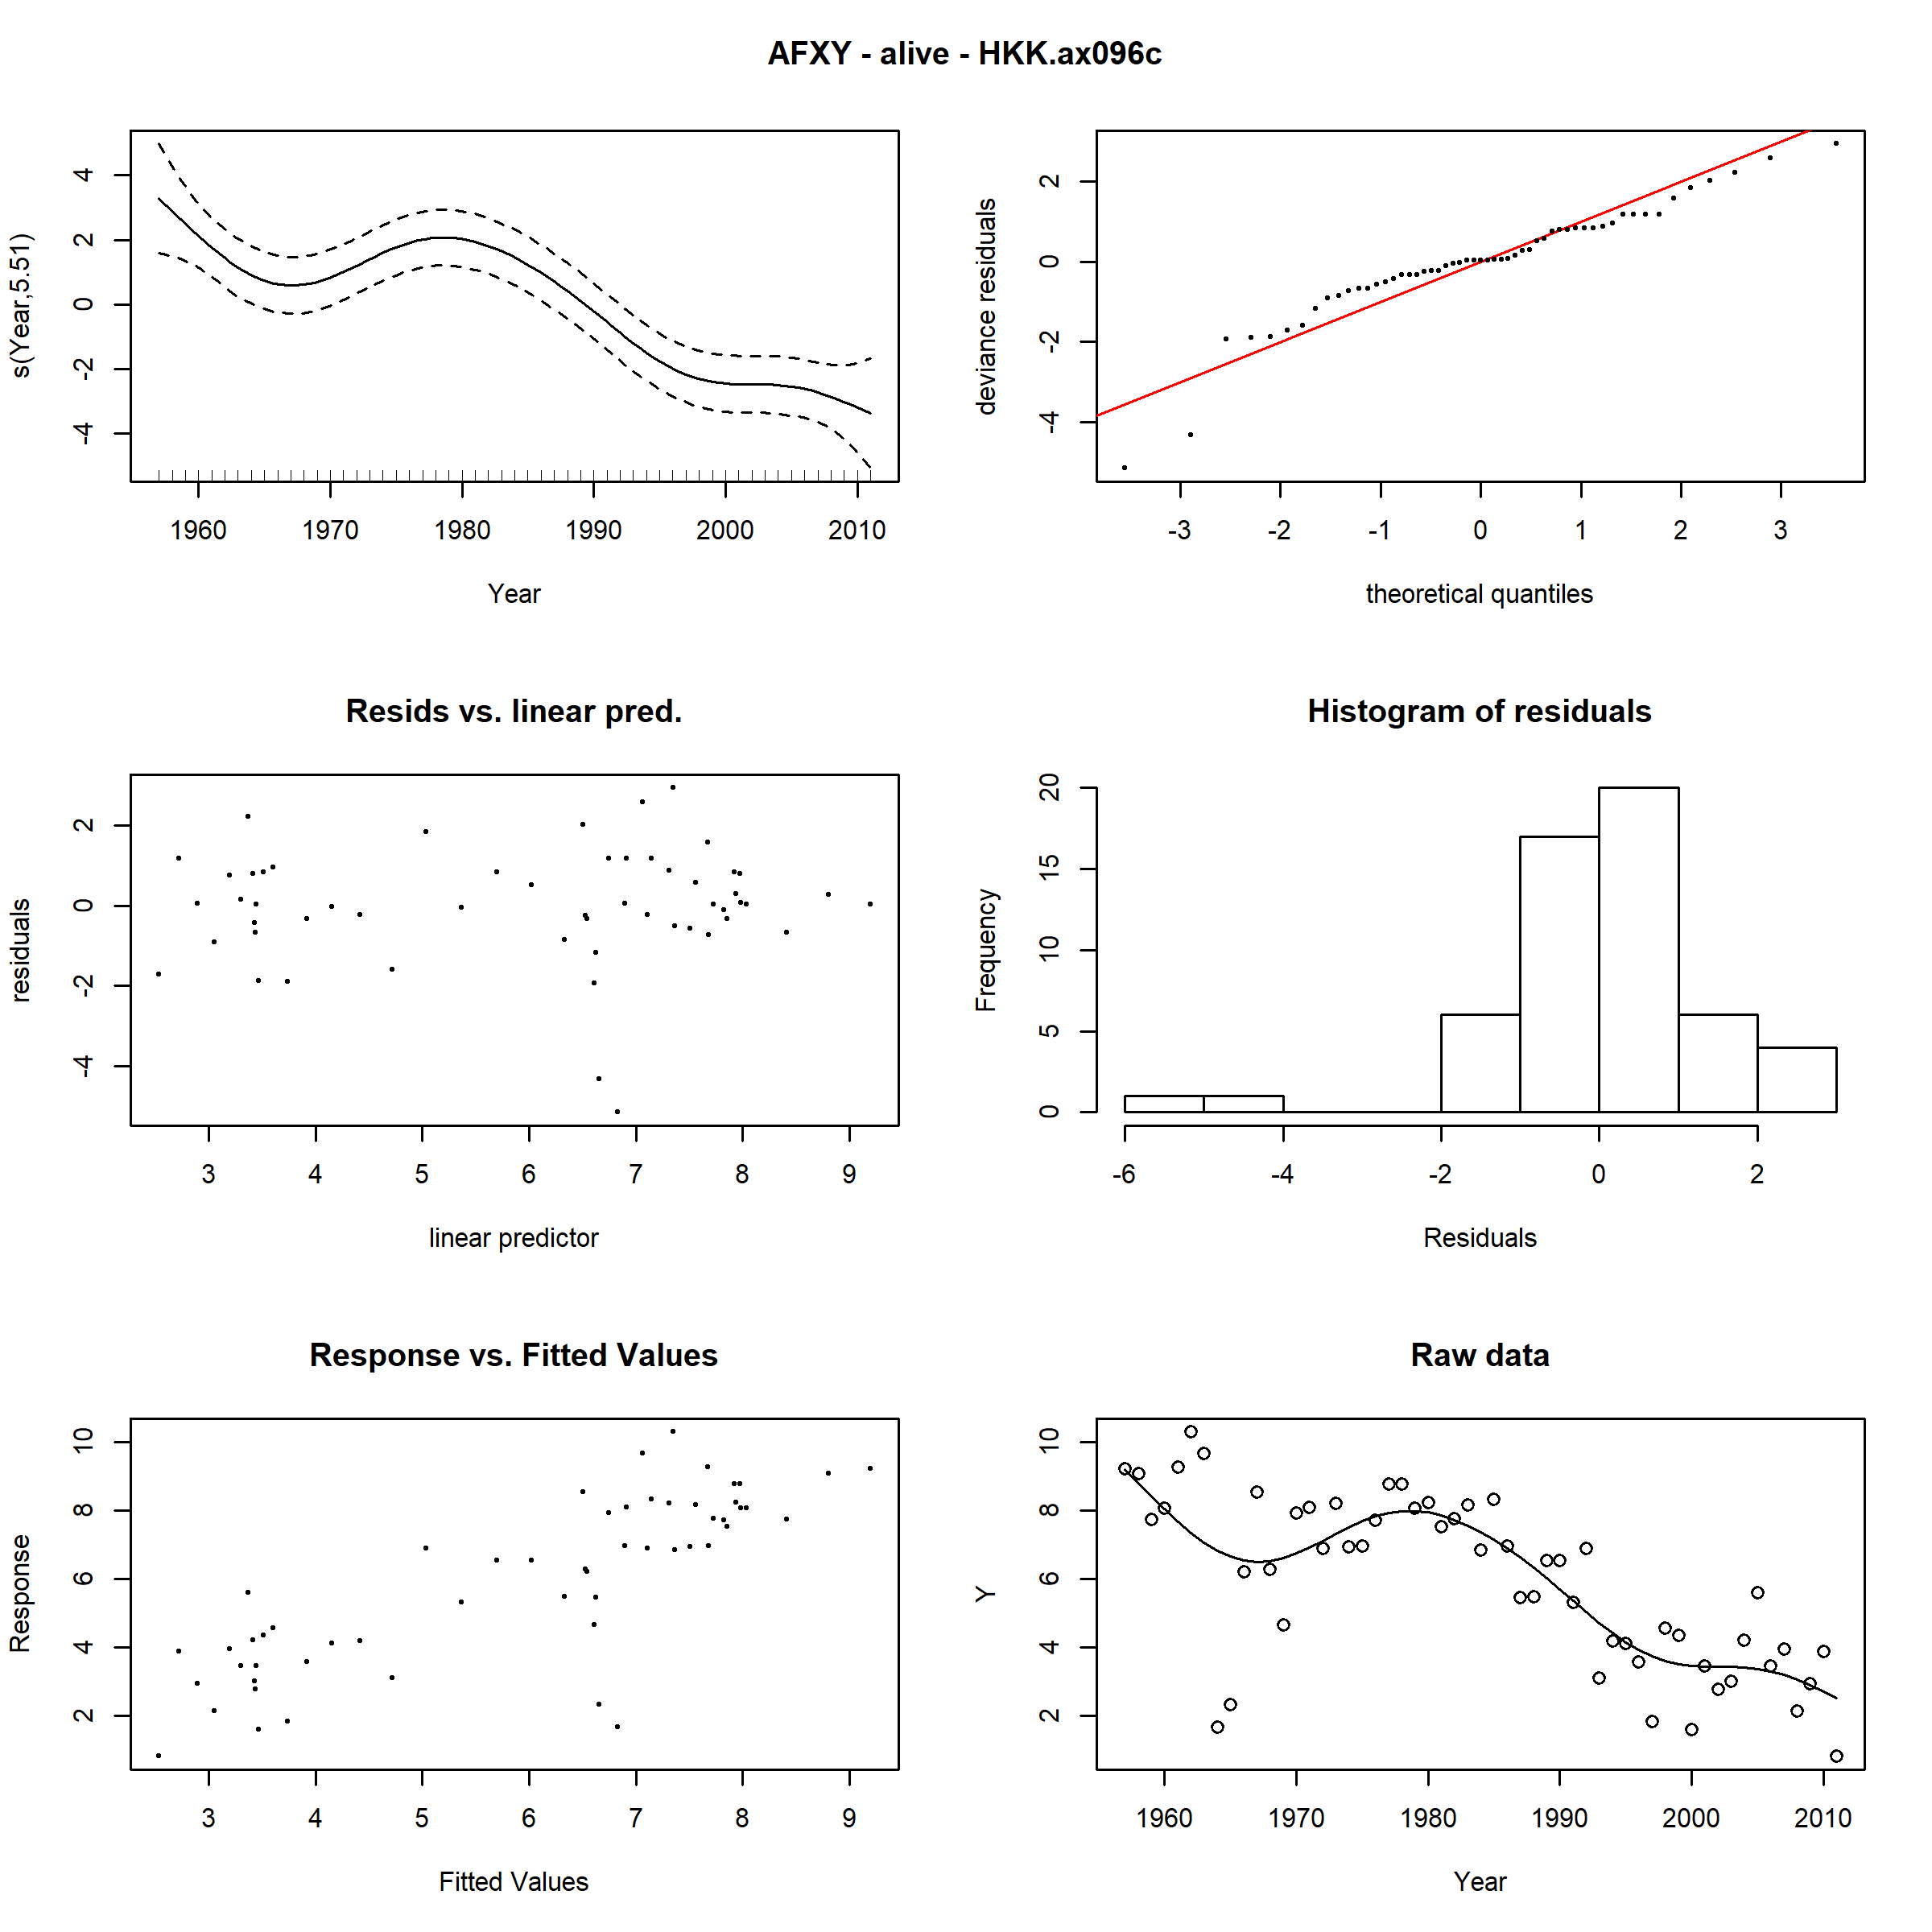 AFXY - alive - HKK.ax096c
s(Year,5.51)
4
2
0
-2
-4
1960 1970 1980 1990 2000 2010
Year
deviance residuals
2
0
-2
-4
-3 -2 -1 0 1 2 3
theoretical quantiles
Resids vs. linear pred.
residuals
2
0
-2
-4
3 4 5 6 7 8 9
linear predictor
Histogram of residuals
Frequency
20
15
10
5
0
-6 -4 -2 0 2
Residuals
Response vs. Fitted Values
Response
10
8
6
4
2
3 4 5 6 7 8 9
Fitted Values
Raw data
Y
10
8
6
4
2
1960 1970 1980 1990 2000 2010
Year